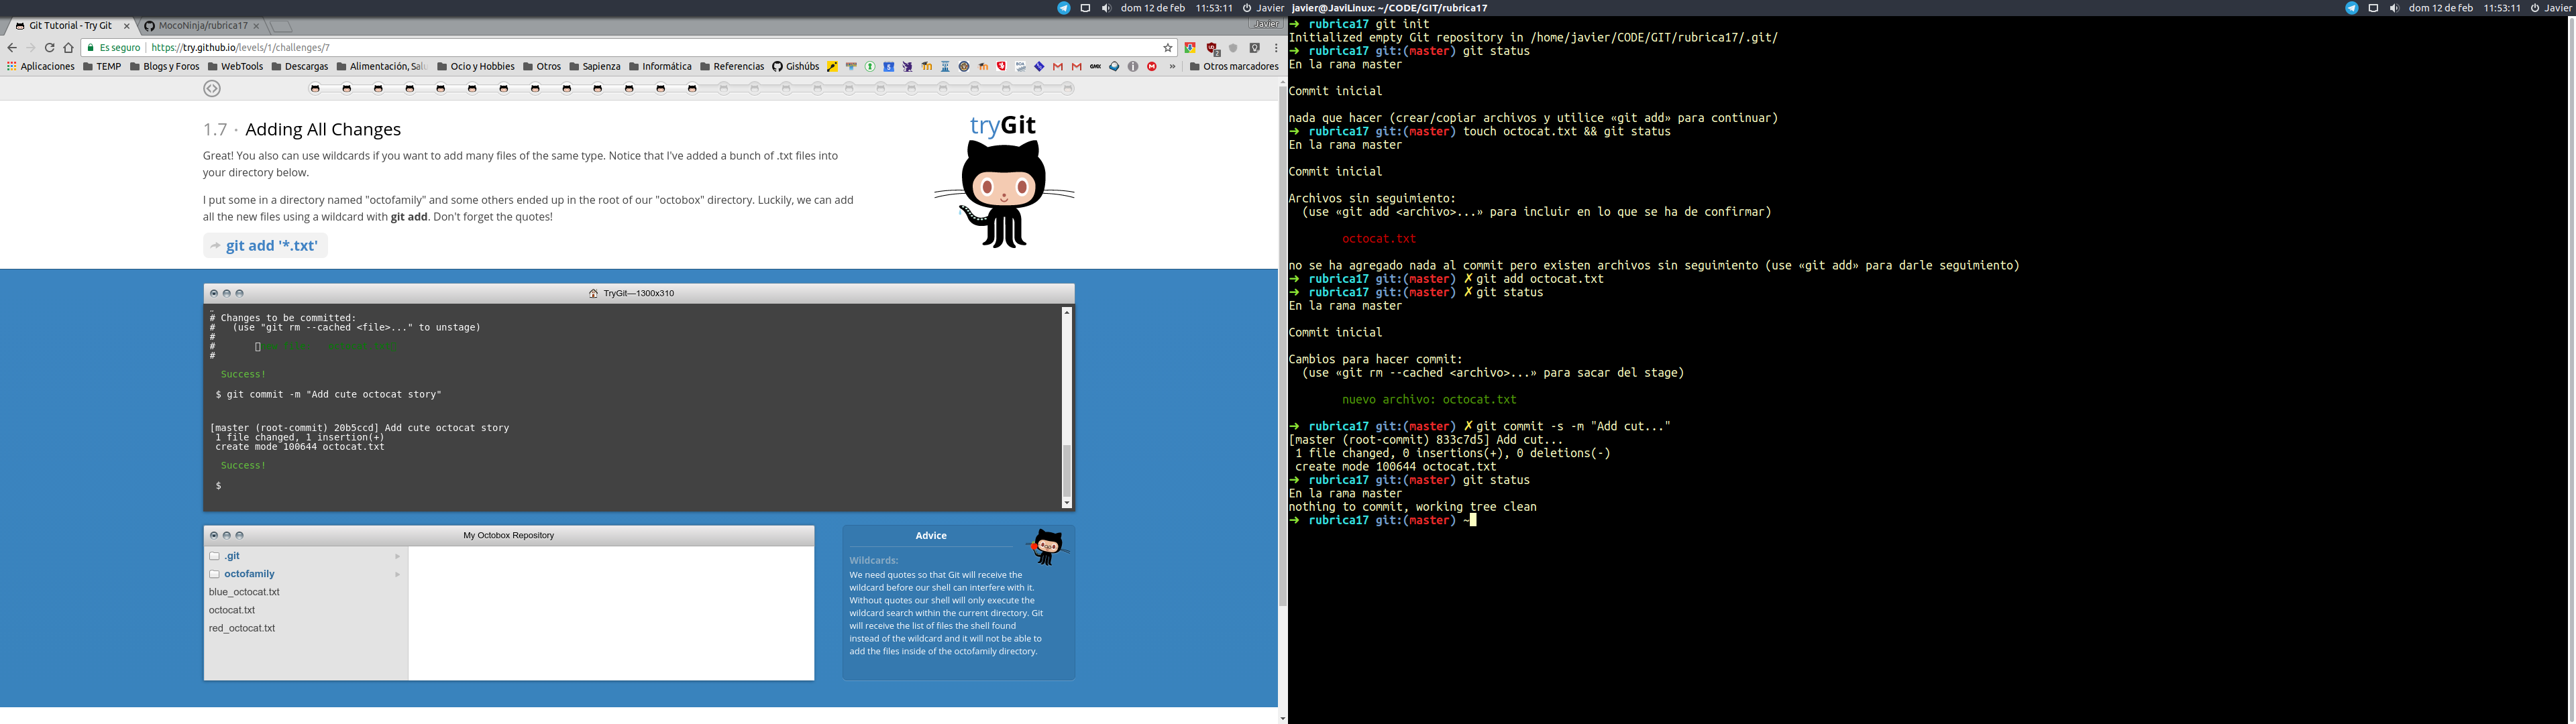 dom 12 de feb 11:53:11 Javier
Git Tutorial - Try Git
MocoNinja/rubrica17
Javier
Es seguro https://try.github.io/levels/1/challenges/7
Aplicaciones TEMP Blogs y Foros WebTools Descargas Alimentación, Salu Ocio y Hobbies Otros Sapienza Informática Referencias Gishúbs » Otros marcadores
1.7 · Adding All Changes
Great! You also can use wildcards if you want to add many files of the same type. Notice that I've added a bunch of .txt files into
your directory below.
I put some in a directory named "octofamily" and some others ended up in the root of our "octobox" directory. Luckily, we can add
all the new files using a wildcard with git add. Don't forget the quotes!
git add '*.txt'
tryGit
TryGit—1300x310
# Changes to be committed:
#   (use "git rm --cached <file>..." to unstage)
#
#       new file: octocat.txt
#
Success!
$ git commit -m "Add cute octocat story"
[master (root-commit) 20b5ccd] Add cute octocat story
1 file changed, 1 insertion(+)
create mode 100644 octocat.txt
Success!
$
My Octobox Repository
.git
octofamily
blue_octocat.txt
octocat.txt
red_octocat.txt
Advice
Wildcards:
We need quotes so that Git will receive the
wildcard before our shell can interfere with it.
Without quotes our shell will only execute the
wildcard search within the current directory. Git
will receive the list of files the shell found
instead of the wildcard and it will not be able to
add the files inside of the octofamily directory.
javier@JaviLinux: ~/CODE/GIT/rubrica17
dom 12 de feb 11:53:11 Javier
➜ rubrica17 git init
Initialized empty Git repository in /home/javier/CODE/GIT/rubrica17/.git/
➜ rubrica17 git:(master) git status
En la rama master
Commit inicial
nada que hacer (crear/copiar archivos y utilice «git add» para continuar)
➜ rubrica17 git:(master) touch octocat.txt && git status
En la rama master
Commit inicial
Archivos sin seguimiento:
(use «git add <archivo>...» para incluir en lo que se ha de confirmar)
octocat.txt
no se ha agregado nada al commit pero existen archivos sin seguimiento (use «git add» para darle seguimiento)
➜ rubrica17 git:(master) ✗ git add octocat.txt
➜ rubrica17 git:(master) ✗ git status
En la rama master
Commit inicial
Cambios para hacer commit:
(use «git rm --cached <archivo>...» para sacar del stage)
nuevo archivo: octocat.txt
➜ rubrica17 git:(master) ✗ git commit -s -m "Add cut..."
[master (root-commit) 833c7d5] Add cut...
1 file changed, 0 insertions(+), 0 deletions(-)
create mode 100644 octocat.txt
➜ rubrica17 git:(master) git status
En la rama master
nothing to commit, working tree clean
➜ rubrica17 git:(master) ~